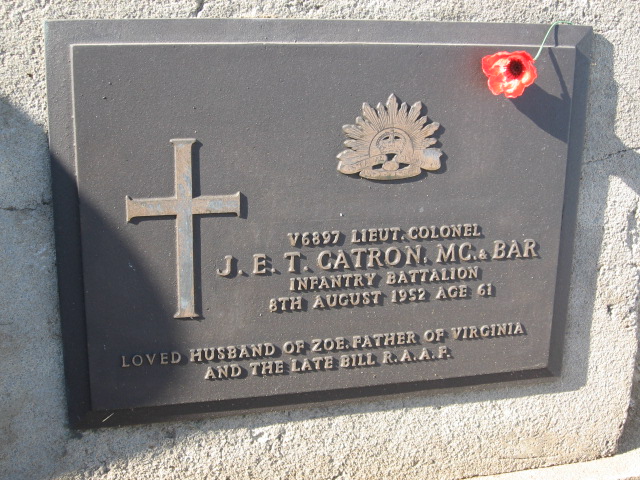 V6897 LIEUT. COLONEL
J. E. T. CATRON. MC. & BAR
INFANTRY BATTALION
8TH AUGUST 1952 AGE 61
LOVED HUSBAND OF ZOE. FATHER OF VIRGINIA
AND THE LATE BILL R.A.A.F.